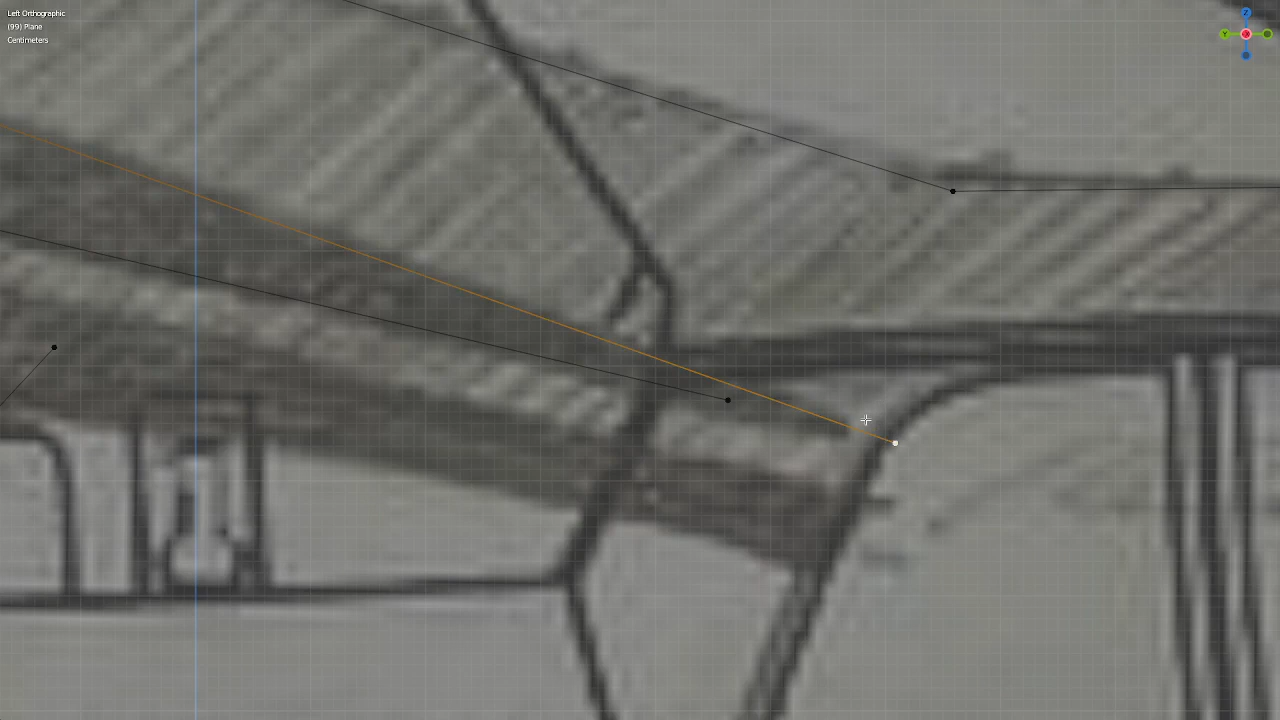 Left Orthographic
(99) Plane
Centimeters
Z
Y
X